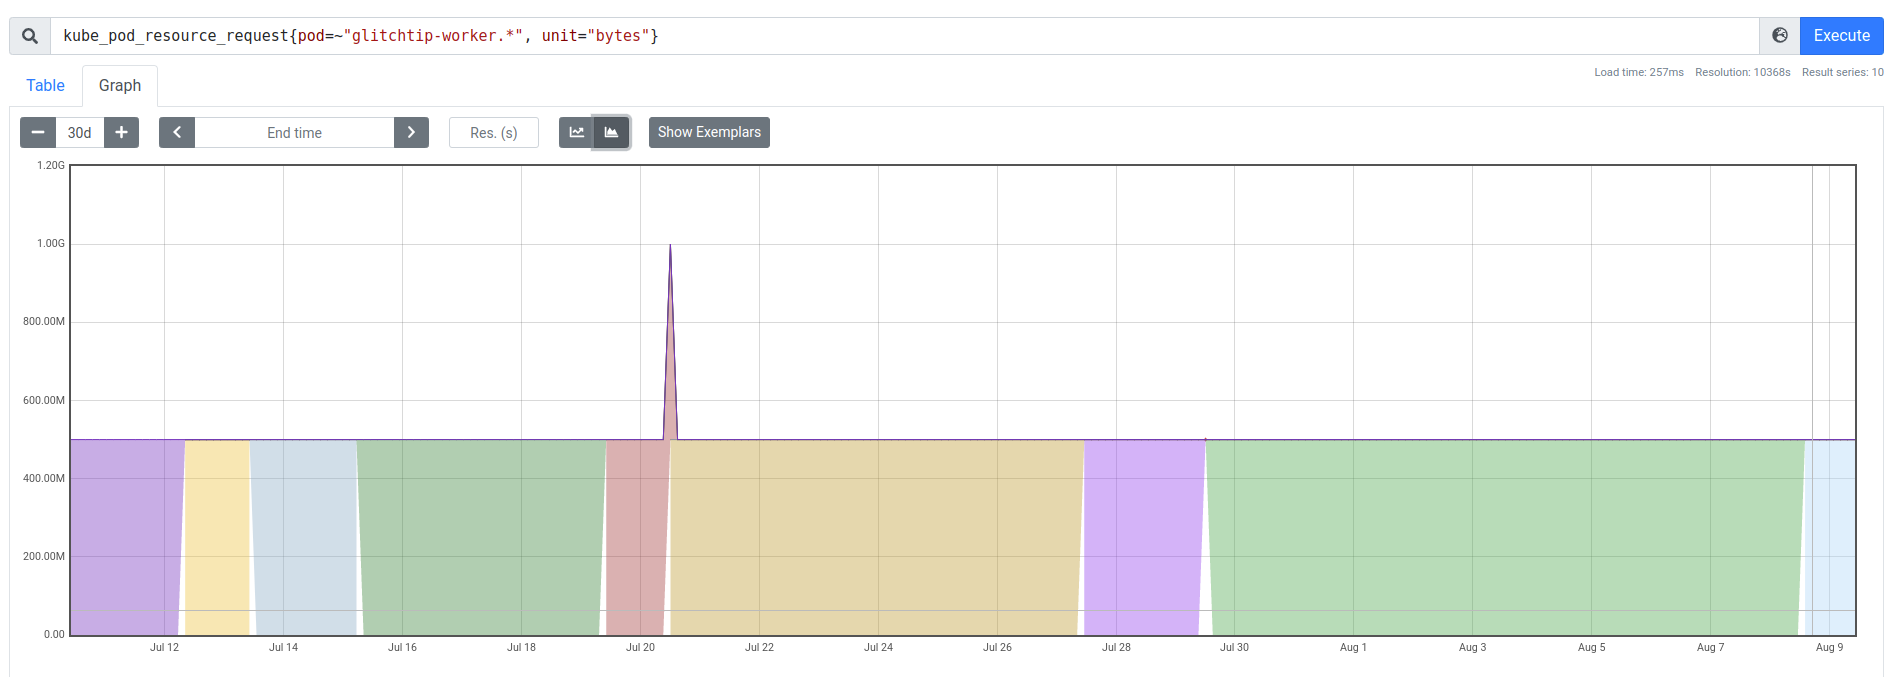 kube_pod_resource_request{pod=~"glitchtip-worker.*", unit="bytes"}
Execute
Table
Graph
Load time: 257ms Resolution: 10368s Result series: 10
30d
End time
Res. (s)
Show Exemplars
1.20G
1.00G
800.00M
600.00M
400.00M
200.00M
0.00
Jul 12 Jul 14 Jul 16 Jul 18 Jul 20 Jul 22 Jul 24 Jul 26 Jul 28 Jul 30 Aug 1 Aug 3 Aug 5 Aug 7 Aug 9